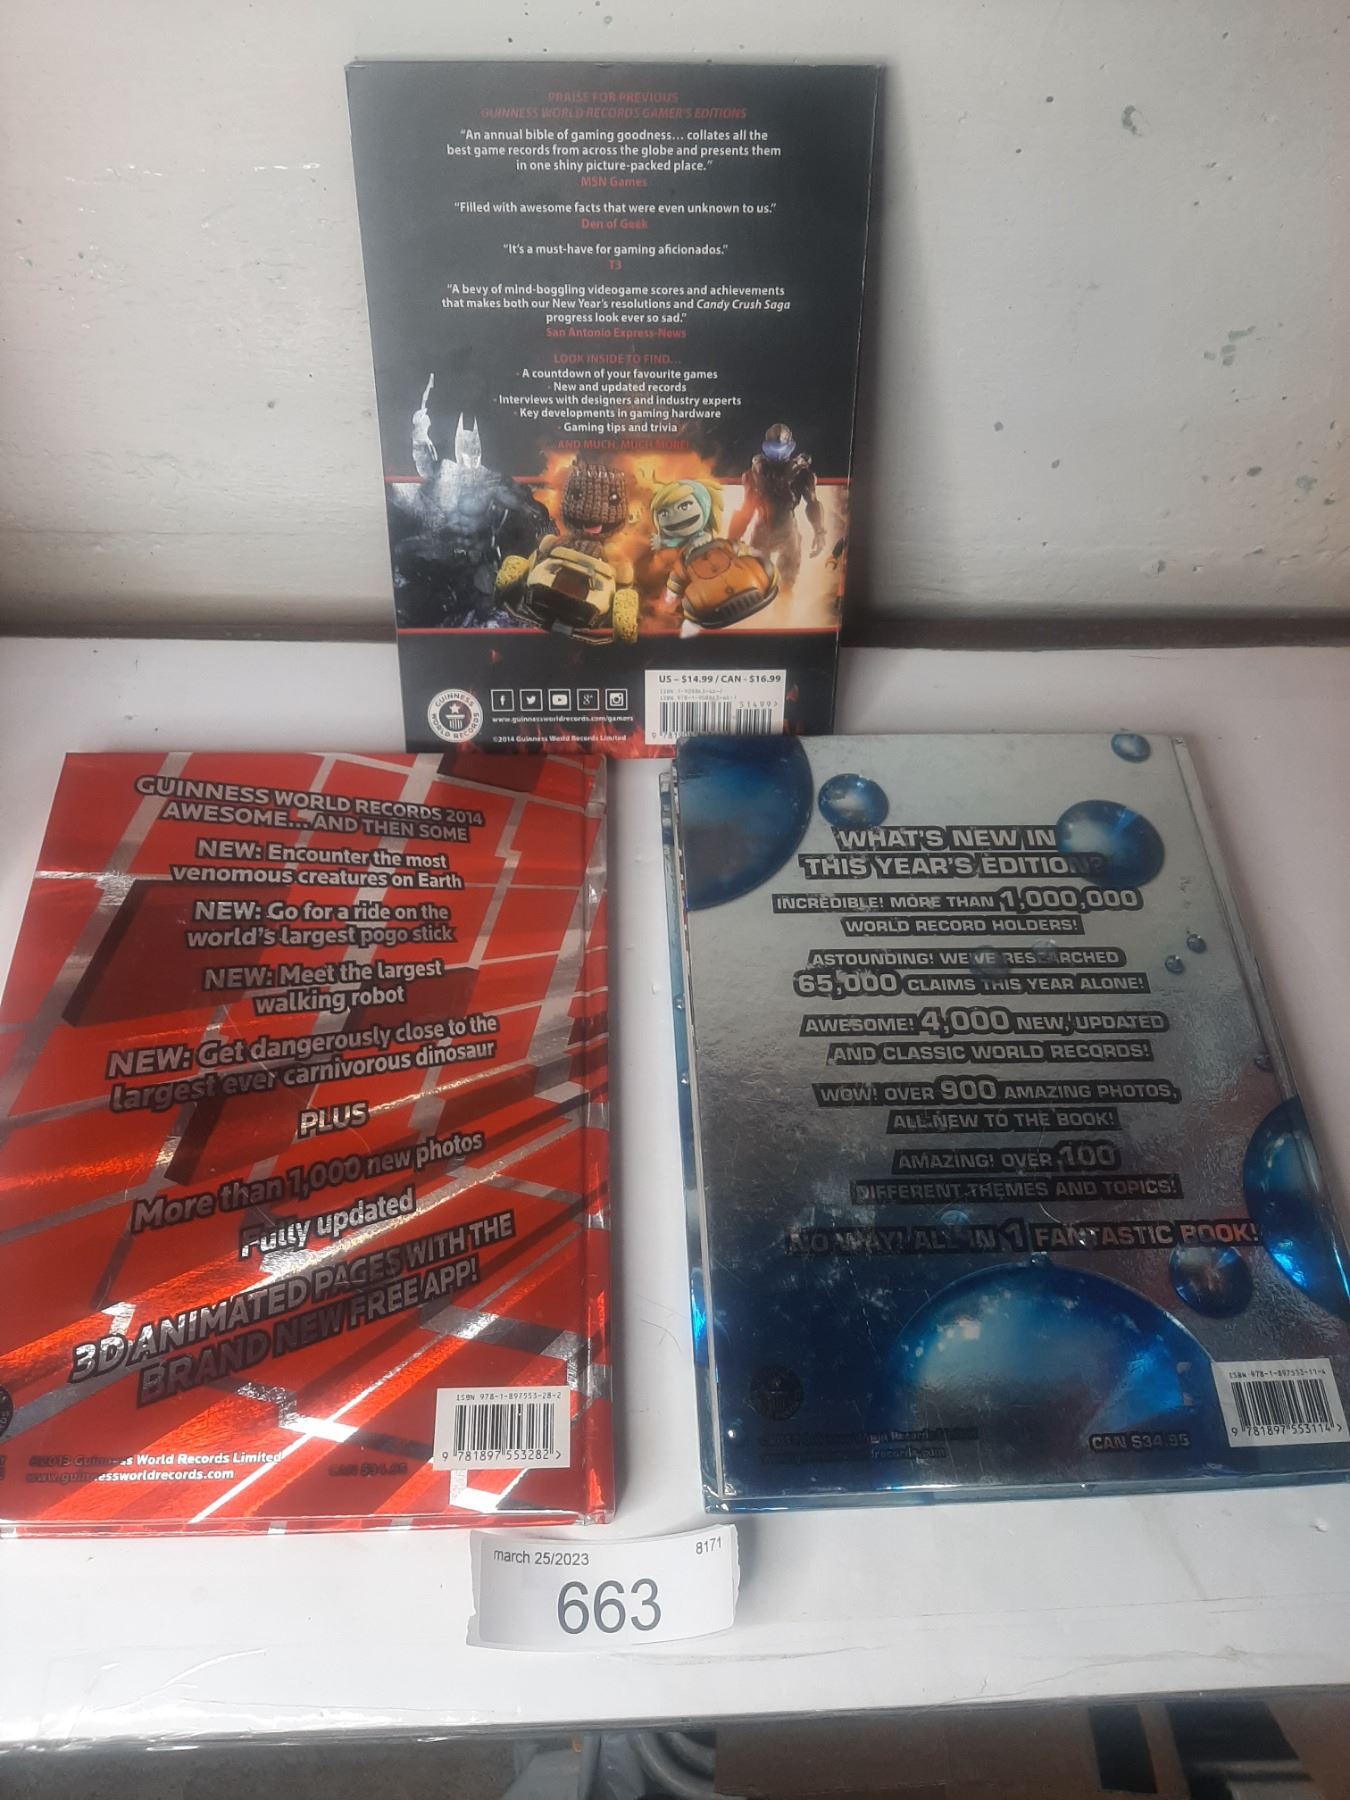 PRAISE FOR PREVIOUS
GUINNESS WORLD RECORDS GAMER'S EDITIONS
"An annual bible of gaming goodness... collates all the
best game records from across the globe and presents them
in one shiny picture-packed place."
MSN Games
"Filled with awesome facts that were even unknown to us."
Den of Geek
"It's a must-have for gaming aficionados."
T3
"A bevy of mind-boggling videogame scores and achievements
that makes both our New Year's resolutions and Candy Crush Saga
progress look ever so sad."
San Antonio Express-News
LOOK INSIDE TO FIND...
· A countdown of your favourite games
· New and updated records
· Interviews with designers and industry experts
· Key developments in gaming hardware
· Gaming tips and trivia
...AND MUCH, MUCH MORE!
US - $14.99 / CAN - $16.99
51499>
GUINNESS WORLD RECORDS
www.guinnessworldrecords.com/gamers
©2014 Guinness World Records Limited
GUINNESS WORLD RECORDS 2014
AWESOME... AND THEN SOME
NEW: Encounter the most
venomous creatures on Earth
NEW: Go for a ride on the
world's largest pogo stick
NEW: Meet the largest
walking robot
NEW: Get dangerously close to the
largest ever carnivorous dinosaur
PLUS
More than 1,000 new photos
Fully updated
3D ANIMATED PAGES WITH THE
BRAND NEW FREE APP!
ISBN 978-1-897553-28-2
9 781897 553282 >
©2013 Guinness World Records Limited
www.guinnessworldrecords.com
CAN $34.95
WHAT'S NEW IN
THIS YEAR'S EDITION?
INCREDIBLE! MORE THAN 1,000,000
WORLD RECORD HOLDERS!
ASTOUNDING! WE'VE RESEARCHED
65,000 CLAIMS THIS YEAR ALONE!
AWESOME! 4,000 NEW, UPDATED
AND CLASSIC WORLD RECORDS!
WOW! OVER 900 AMAZING PHOTOS,
ALL NEW TO THE BOOK!
AMAZING! OVER 100
DIFFERENT THEMES AND TOPICS!
NO WAY! ALL IN 1 FANTASTIC BOOK!
ISBN 978-1-897553-11-4
9 781897 553114 >
CAN $34.95
march 25/2023
8171
663